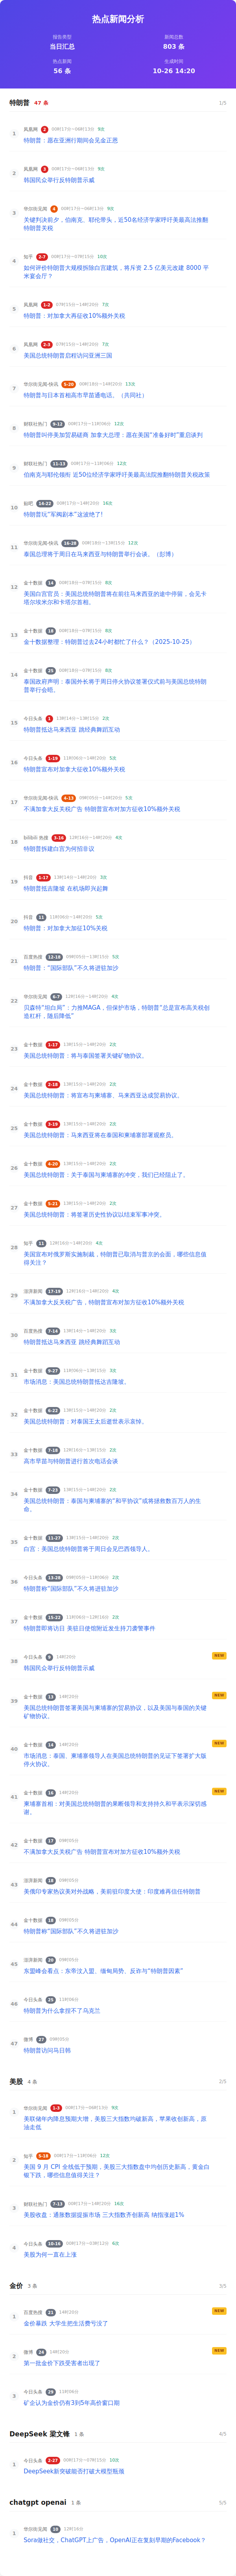 热点新闻分析
报告类型
新闻总数
当日汇总
803 条
热点新闻
生成时间
56 条
10-26 14:20
特朗普 47 条 1/5
1 凤凰网 2 00时17分~06时13分 9次
特朗普：愿在亚洲行期间会见金正恩
2 凤凰网 3 00时17分~06时13分 9次
韩国民众举行反特朗普示威
3 华尔街见闻 4 00时17分~06时13分 9次
关键判决前夕，伯南克、耶伦带头，近50名经济学家呼吁美最高法推翻
特朗普关税
4 知乎 2-7 00时17分~07时15分 10次
如何评价特朗普大规模拆除白宫建筑，将斥资 2.5 亿美元改建 8000 平
米宴会厅？
5 凤凰网 1-2 07时15分~14时20分 7次
特朗普：对加拿大再征收10%额外关税
6 凤凰网 2-3 07时15分~14时20分 7次
美国总统特朗普启程访问亚洲三国
7 华尔街见闻-快讯 5-20
特朗普与日本首相高市早苗通电话。（共同社）
8 财联社热门 9-12 00时17分~11时06分 12次
特朗普叫停美加贸易磋商 加拿大总理：愿在美国“准备好时”重启谈判
9 财联社热门 11-13 00时17分~11时06分 12次
伯南克与耶伦领衔 近50位经济学家吁美最高法院推翻特朗普关税政策
10 贴吧 14-22 00时17分~14时20分 16次
特朗普玩“军阀剧本”这波绝了!
11 华尔街见闻-快讯 16-28
泰国总理将于周日在马来西亚与特朗普举行会谈。（彭博）
12 金十数据 14 00时18分~07时15分 8次
美国白宫官员：美国总统特朗普将在前往马来西亚的途中停留，会见卡
塔尔埃米尔和卡塔尔首相。
13 金十数据 18 00时18分~07时15分 8次
金十数据整理：特朗普过去24小时都忙了什么？（2025-10-25）
14 金十数据 25 00时18分~07时15分 8次
泰国政府声明：泰国外长将于周日停火协议签署仪式前与美国总统特朗
普举行会晤。
15 今日头条 1 13时14分~13时15分 2次
特朗普抵达马来西亚 跳经典舞蹈互动
16 今日头条 1-19 11时06分~14时20分 5次
特朗普宣布对加拿大征收10%额外关税
17 华尔街见闻-快讯 4-13
不满加拿大反关税广告 特朗普宣布对加方征收10%额外关税
18 bilibili 热搜 3-16 12时16分~14时20分 4次
特朗普拆建白宫为何招非议
19 抖音 1-17 13时14分~14时20分 3次
特朗普抵吉隆坡 在机场即兴起舞
20 抖音 11 11时06分~14时20分 5次
特朗普：对加拿大加征10%关税
21 百度热搜 13-19 09时05分~13时15分 5次
特朗普：“国际部队”不久将进驻加沙
22 华尔街见闻 6-7 12时16分~14时20分 4次
贝森特“坦白局”：力推MAGA，但保护市场，特朗普“总是宣布高关税创
造杠杆，随后降低”
23 金十数据 1-17 13时15分~14时20分 2次
美国总统特朗普：将与泰国签署关键矿物协议。
24 金十数据 2-18 13时15分~14时20分 2次
美国总统特朗普：将宣布与柬埔寨、马来西亚达成贸易协议。
25 金十数据 3-19 13时15分~14时20分 2次
美国总统特朗普：马来西亚将在泰国和柬埔寨部署观察员。
26 金十数据 4-20 13时15分~14时20分 2次
美国总统特朗普：关于泰国与柬埔寨的冲突，我们已经阻止了。
27 金十数据 5-21 13时15分~14时20分 2次
美国总统特朗普：将签署历史性协议以结束军事冲突。
28 知乎 11 12时16分~14时20分 4次
美国宣布对俄罗斯实施制裁，特朗普已取消与普京的会面，哪些信息值
得关注？
29 澎湃新闻 17-19 12时16分~14时20分 4次
不满加拿大反关税广告，特朗普宣布对加方征收10%额外关税
30 百度热搜 7-14 13时14分~14时20分 3次
特朗普抵达马来西亚 跳经典舞蹈互动
31 金十数据 9-27 11时06分~13时15分 3次
市场消息：美国总统特朗普抵达吉隆坡。
32 金十数据 6-22 13时15分~14时20分 2次
美国总统特朗普：对泰国王太后逝世表示哀悼。
33 金十数据 7-19 12时16分~13时15分 2次
高市早苗与特朗普进行首次电话会谈
34 金十数据 7-23 13时15分~14时20分 2次
美国总统特朗普：泰国与柬埔寨的“和平协议”或将拯救数百万人的生
命。
35 金十数据 11-27 13时15分~14时20分 2次
白宫：美国总统特朗普将于周日会见巴西领导人。
36 今日头条 13-29 09时05分~11时06分 2次
特朗普称“国际部队”不久将进驻加沙
37 金十数据 15-23 11时06分~12时16分 2次
特朗普即将访日 美驻日使馆附近发生持刀袭警事件
38 今日头条 9 14时20分 NEW
韩国民众举行反特朗普示威
39 金十数据 13 14时20分 NEW
美国总统特朗普签署美国与柬埔寨的贸易协议，以及美国与泰国的关键
矿物协议。
40 金十数据 14 14时20分 NEW
市场消息：泰国、柬埔寨领导人在美国总统特朗普的见证下签署扩大版
停火协议。
41 金十数据 16 14时20分 NEW
柬埔寨首相：对美国总统特朗普的果断领导和支持持久和平表示深切感
谢。
42 金十数据 17 09时05分
不满加拿大反关税广告 特朗普宣布对加方征收10%额外关税
43 澎湃新闻 18 09时05分
美俄印专家热议美对外战略，美前驻印度大使：印度难再信任特朗普
44 金十数据 18 09时05分
特朗普称“国际部队”不久将进驻加沙
45 澎湃新闻 20 09时05分
东盟峰会看点：东帝汶入盟、缅甸局势、反诈与“特朗普因素”
46 今日头条 25 11时06分
特朗普为什么拿捏不了马克兰
47 微博 27 09时05分
特朗普访问马日韩
美股 4 条 2/5
1 华尔街见闻 1-3 00时17分~06时13分 9次
美联储年内降息预期大增，美股三大指数均破新高，苹果收创新高，原
油走低
2 知乎 5-18 00时17分~11时06分 12次
美国 9 月 CPI 全线低于预期，美股三大指数盘中均创历史新高，黄金白
银下跌，哪些信息值得关注？
3 财联社热门 7-13 00时17分~14时20分 16次
美股收盘：通胀数据提振市场 三大指数齐创新高 纳指涨超1%
4 今日头条 10-16 6次
美股为何一直在上涨
金价 3 条 3/5
1 百度热搜 21 14时20分 NEW
金价暴跌 大学生把生活费亏没了
2 微博 24 14时20分 NEW
第一批金价下跌受害者出现了
3 今日头条 29 11时06分
矿企认为金价仍有3到5年高价窗口期
DeepSeek 梁文锋 1 条 4/5
1 今日头条 2-27 00时17分~07时15分 10次
DeepSeek新突破能否打破大模型瓶颈
chatgpt openai 1 条 5/5
1 华尔街见闻 10 12时16分
Sora做社交，ChatGPT上广告，OpenAI正在复刻早期的Facebook？